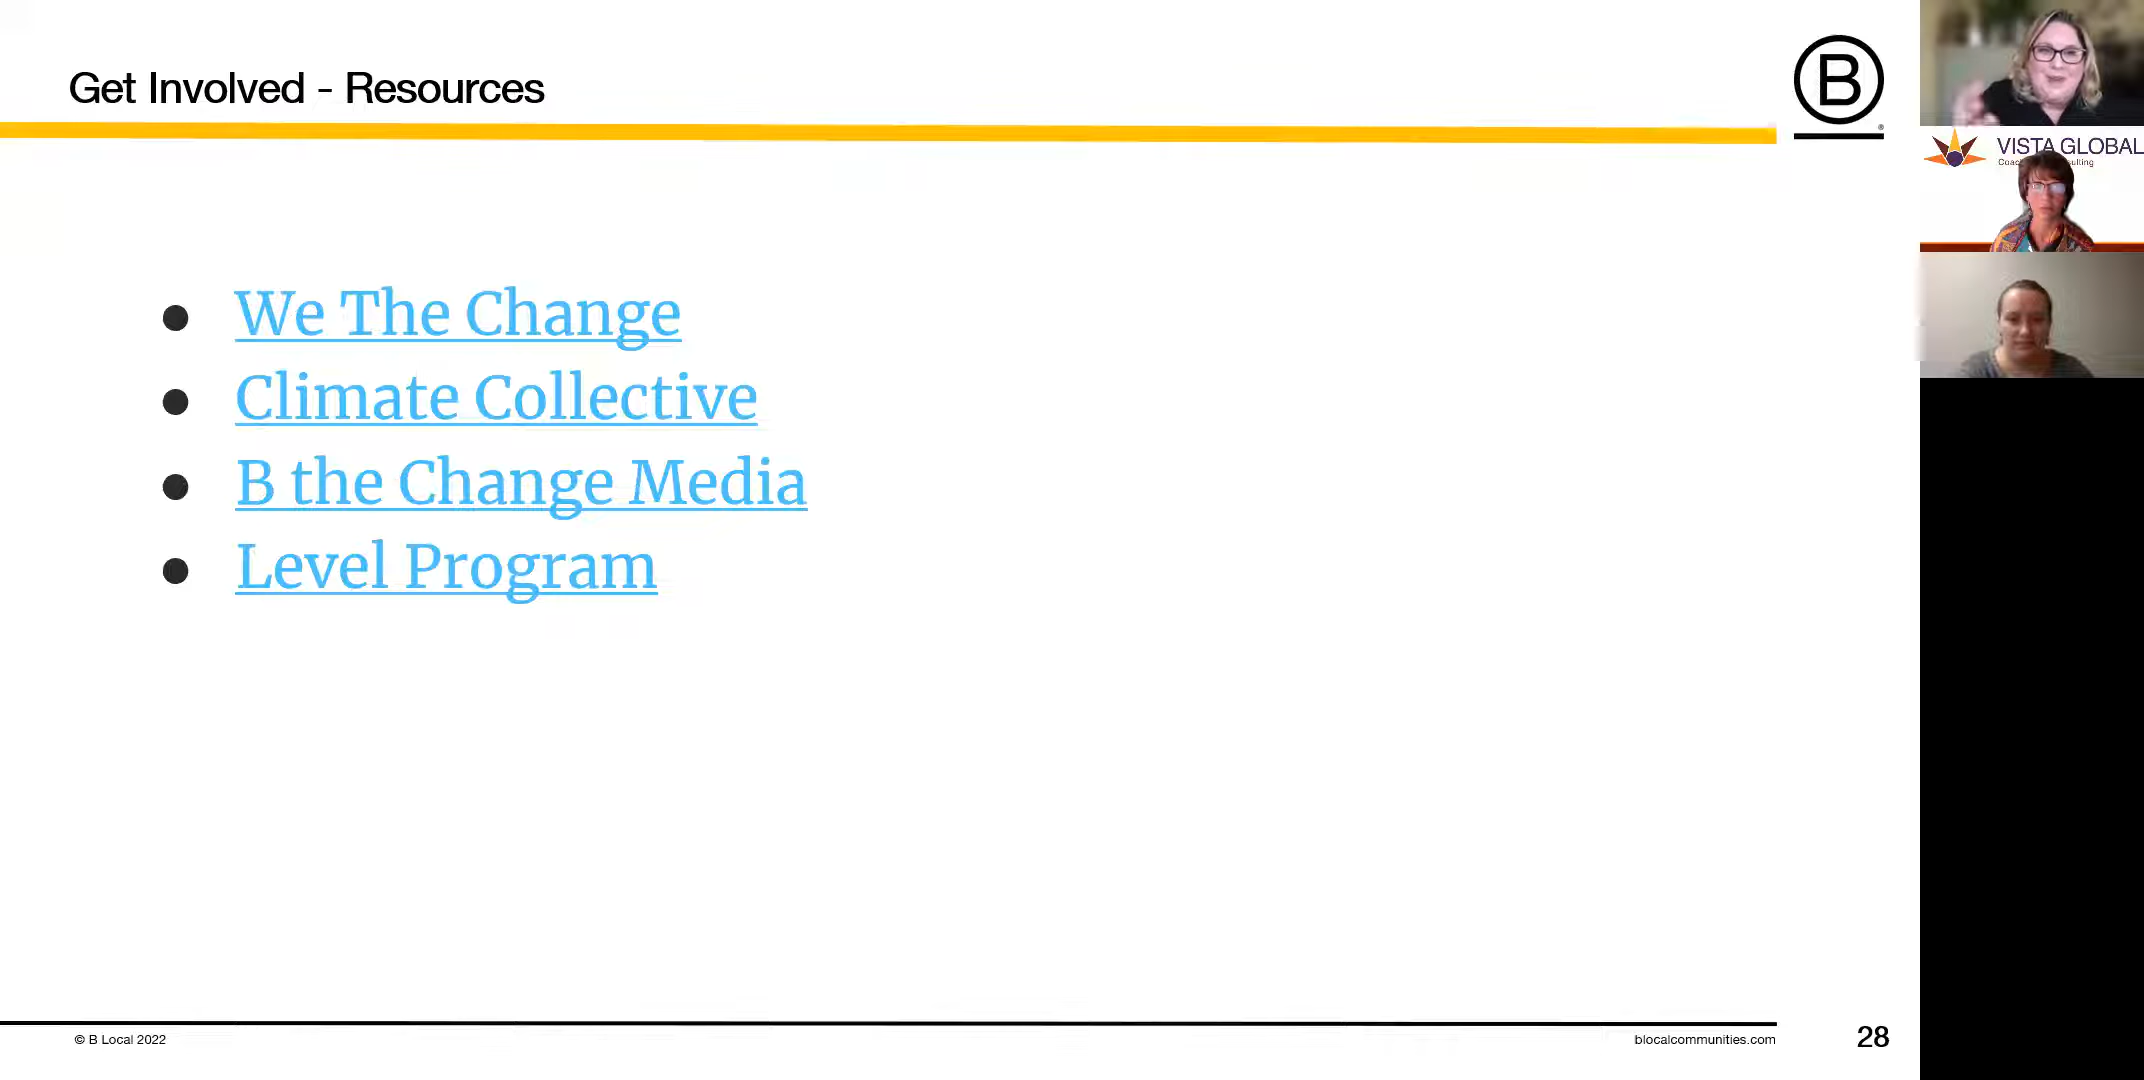 Get Involved - Resources
B
®
VISTA GLOBAL
We The Change
Climate Collective
B the Change Media
Level Program
© B Local 2022
blocalcommunities.com
28